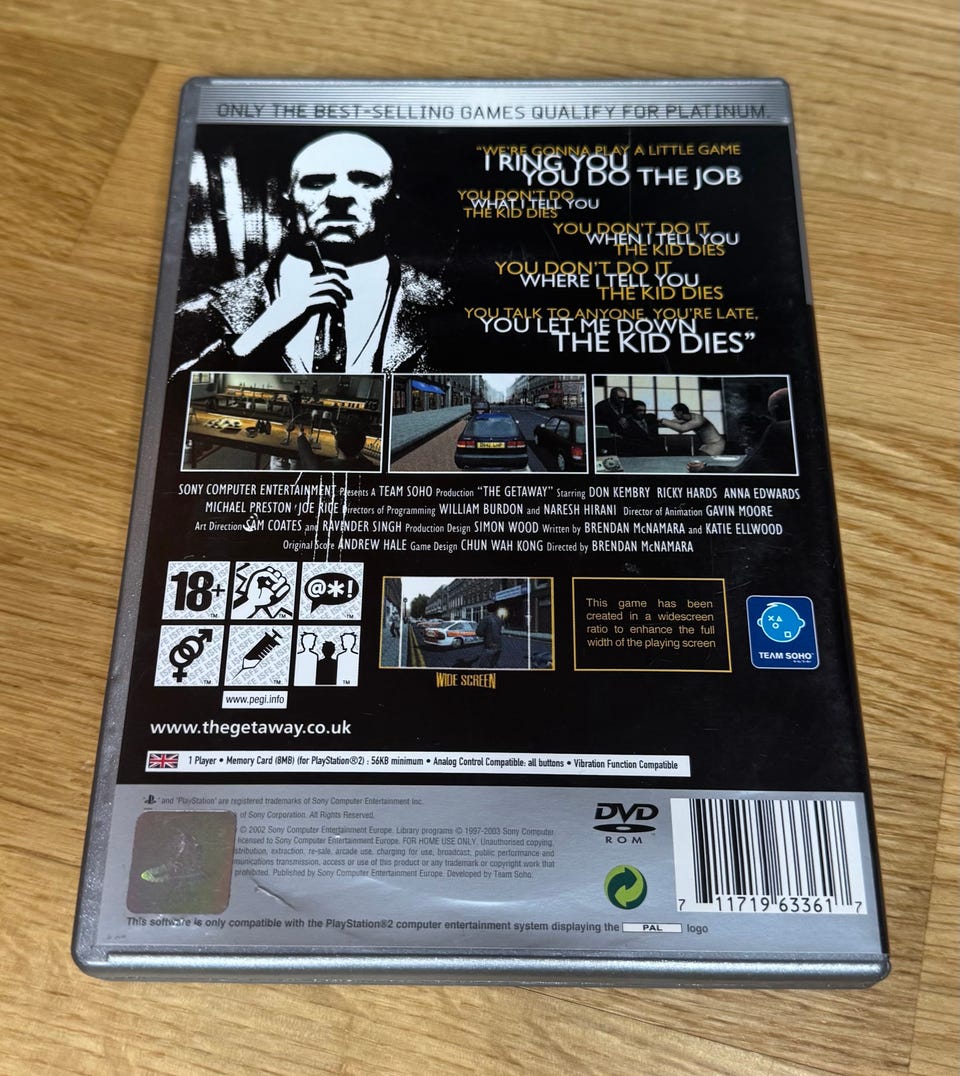 ONLY THE BEST-SELLING GAMES QUALIFY FOR PLATINUM.
"WE'RE GONNA PLAY A LITTLE GAME
I RING YOU
YOU DO THE JOB
YOU DON'T DO
WHAT I TELL YOU
THE KID DIES
YOU DON'T DO IT
WHEN I TELL YOU
THE KID DIES
YOU DON'T DO IT
WHERE I TELL YOU
THE KID DIES
YOU TALK TO ANYONE, YOU'RE LATE,
YOU LET ME DOWN
THE KID DIES"
SONY COMPUTER ENTERTAINMENT Presents A TEAM SOHO Production "THE GETAWAY" Starring DON KEMBRY RICKY HARDS ANNA EDWARDS
MICHAEL PRESTON JOE RICE Directors of Programming WILLIAM BURDON and NARESH HIRANI Director of Animation GAVIN MOORE
Art Direction SAM COATES and RAVINDER SINGH Production Design SIMON WOOD Written by BRENDAN McNAMARA and KATIE ELLWOOD
Original Score ANDREW HALE Game Design CHUN WAH KONG Directed by BRENDAN McNAMARA
18+
@*!
www.pegi.info
WIDE SCREEN
This game has been
created in a widescreen
ratio to enhance the full
width of the playing screen
TEAM SOHO
www.thegetaway.co.uk
1 Player • Memory Card (8MB) (for PlayStation®2) : 56KB minimum • Analog Control Compatible: all buttons • Vibration Function Compatible
" " and "PlayStation" are registered trademarks of Sony Computer Entertainment Inc.
of Sony Corporation. All Rights Reserved.
© 2002 Sony Computer Entertainment Europe. Library programs © 1997-2003 Sony Computer
licensed to Sony Computer Entertainment Europe. FOR HOME USE ONLY. Unauthorised copying,
distribution, extraction, re-sale, arcade use, charging for use, broadcast, public performance and
transmission, access or use of this product or any trademark or copyright work that
prohibited. Published by Sony Computer Entertainment Europe. Developed by Team Soho.
DVD
ROM
7 11719 63361 7
This software is only compatible with the PlayStation®2 computer entertainment system displaying the PAL logo